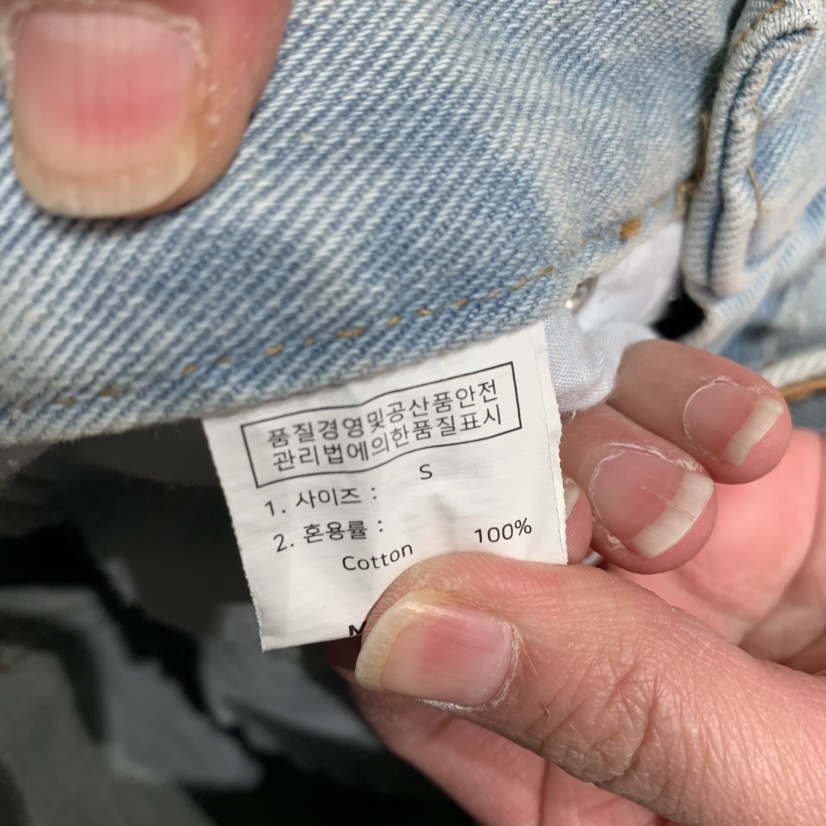 품질경영및공산품안전
관리법에의한품질표시
1. 사이즈 : S
2. 혼용률 :
Cotton 100%